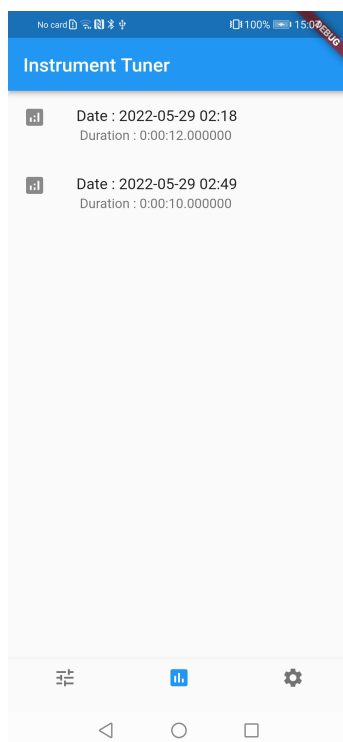 No card
100%
15:0
DEBUG
Instrument Tuner
Date : 2022-05-29 02:18
Duration : 0:00:12.000000
Date : 2022-05-29 02:49
Duration : 0:00:10.000000